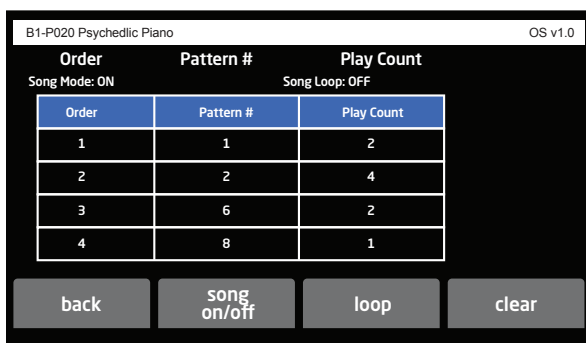 B1-P020 Psychedlic Piano OS v1.0
Order Pattern # Play Count
Song Mode: ON Song Loop: OFF
Order Pattern # Play Count
1 1 2
2 2 4
3 6 2
4 8 1
back song on/off loop clear